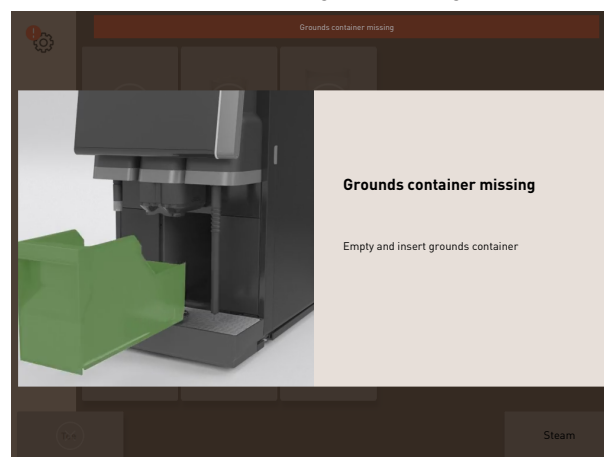 Grounds container missing
Grounds container missing
Empty and insert grounds container
Steam